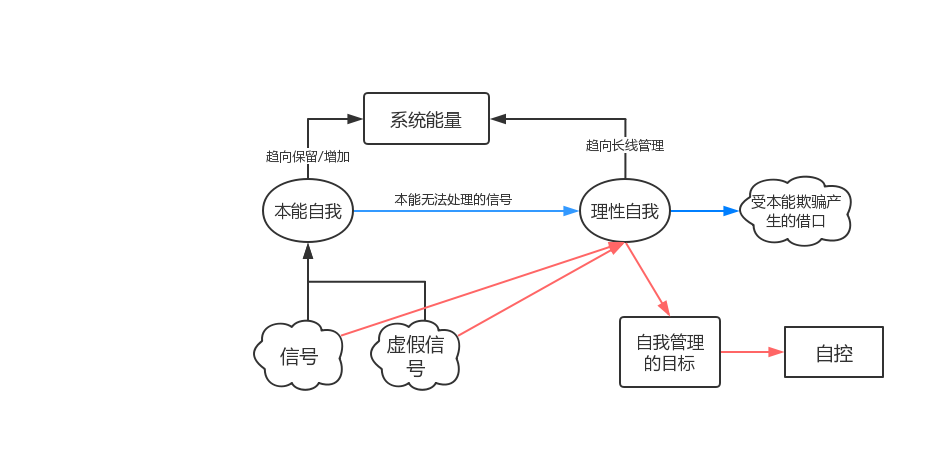 系统能量
趋向保留/增加
趋向长线管理
本能自我
本能无法处理的信号
理性自我
受本能欺骗产
生的借口
信号
虚假信
号
自我管理
的目标
自控